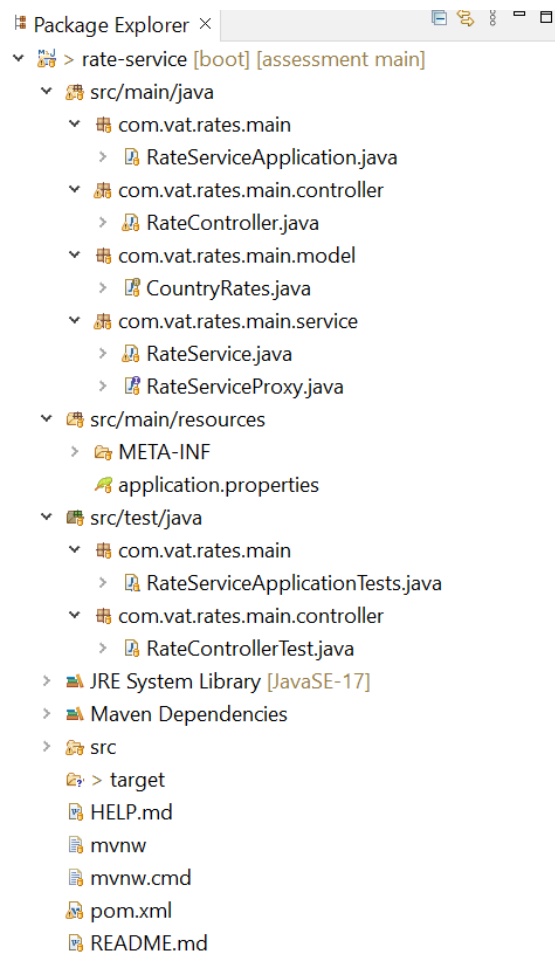 Package Explorer ×
> rate-service [boot] [assessment main]
src/main/java
com.vat.rates.main
RateServiceApplication.java
com.vat.rates.main.controller
RateController.java
com.vat.rates.main.model
CountryRates.java
com.vat.rates.main.service
RateService.java
RateServiceProxy.java
src/main/resources
META-INF
application.properties
src/test/java
com.vat.rates.main
RateServiceApplicationTests.java
com.vat.rates.main.controller
RateControllerTest.java
JRE System Library [JavaSE-17]
Maven Dependencies
src
> target
HELP.md
mvnw
mvnw.cmd
pom.xml
README.md